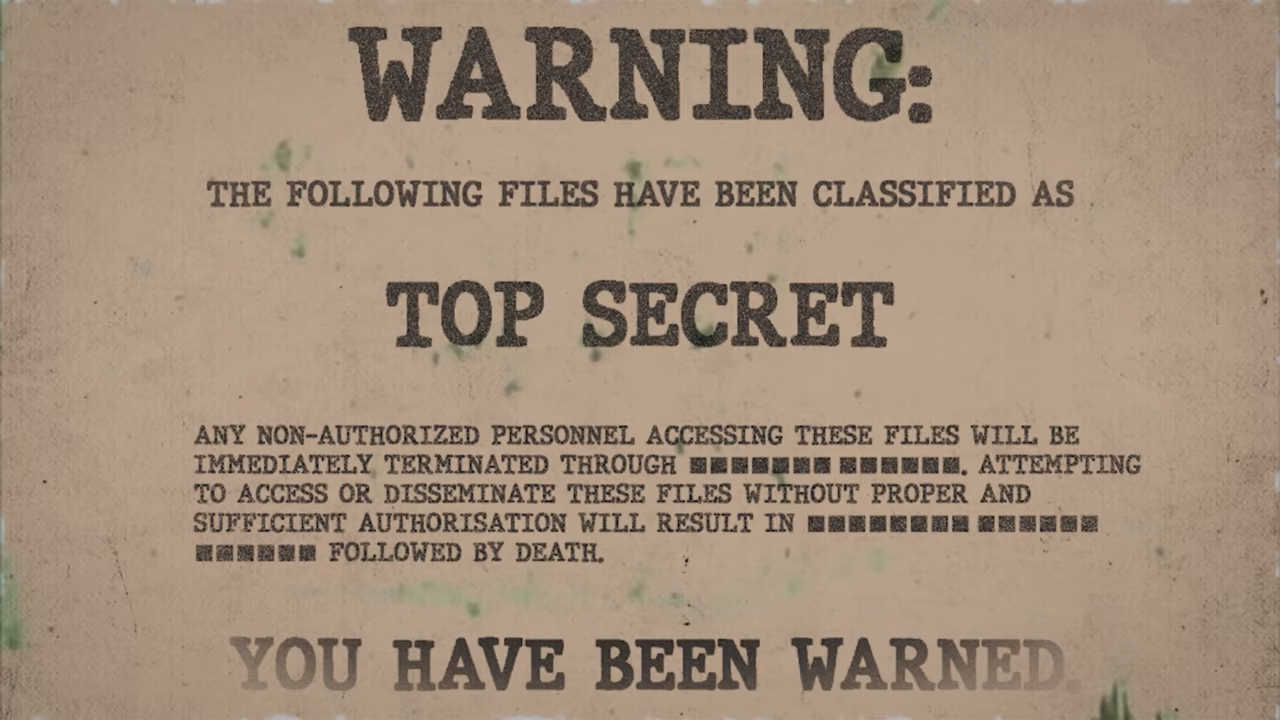 WARNING:
THE FOLLOWING FILES HAVE BEEN CLASSIFIED AS
TOP SECRET
ANY NON-AUTHORIZED PERSONNEL ACCESSING THESE FILES WILL BE
IMMEDIATELY TERMINATED THROUGH ■■■■■■■ ■■■■■■. ATTEMPTING
TO ACCESS OR DISSEMINATE THESE FILES WITHOUT PROPER AND
SUFFICIENT AUTHORISATION WILL RESULT IN ■■■■■■■■ ■■■■■■
■■■■■■ FOLLOWED BY DEATH.
YOU HAVE BEEN WARNED.